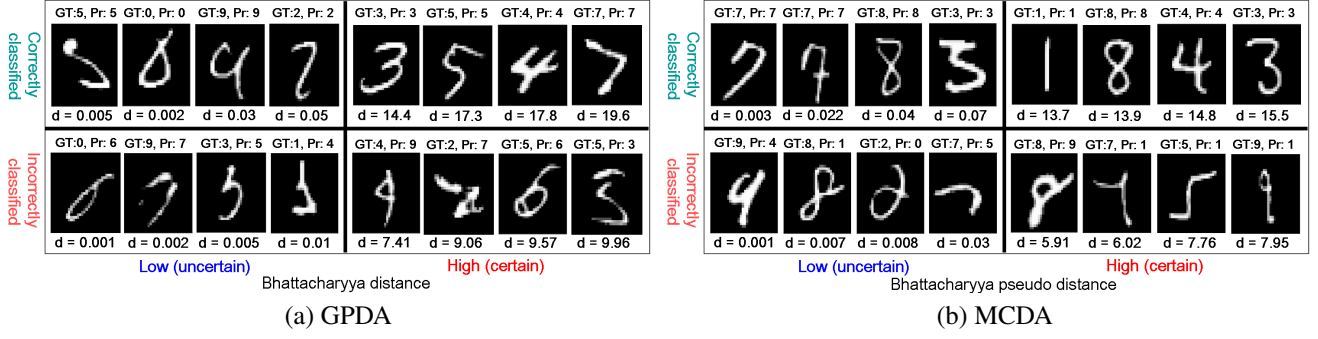 GT:5, Pr: 5 GT:0, Pr: 0 GT:9, Pr: 9 GT:2, Pr: 2 GT:3, Pr: 3 GT:5, Pr: 5 GT:4, Pr: 4 GT:7, Pr: 7
Correctly
classified
d = 0.005 d = 0.002 d = 0.03 d = 0.05 d = 14.4 d = 17.3 d = 17.8 d = 19.6
GT:0, Pr: 6 GT:9, Pr: 7 GT:3, Pr: 5 GT:1, Pr: 4 GT:4, Pr: 9 GT:2, Pr: 7 GT:5, Pr: 6 GT:5, Pr: 3
Incorrectly
classified
d = 0.001 d = 0.002 d = 0.005 d = 0.01 d = 7.41 d = 9.06 d = 9.57 d = 9.96
Low (uncertain) High (certain)
Bhattacharyya distance
(a) GPDA
GT:7, Pr: 7 GT:7, Pr: 7 GT:8, Pr: 8 GT:3, Pr: 3 GT:1, Pr: 1 GT:8, Pr: 8 GT:4, Pr: 4 GT:3, Pr: 3
Correctly
classified
d = 0.003 d = 0.022 d = 0.04 d = 0.07 d = 13.7 d = 13.9 d = 14.8 d = 15.5
GT:9, Pr: 4 GT:8, Pr: 1 GT:2, Pr: 0 GT:7, Pr: 5 GT:8, Pr: 9 GT:7, Pr: 1 GT:5, Pr: 1 GT:9, Pr: 1
Incorrectly
classified
d = 0.001 d = 0.007 d = 0.008 d = 0.03 d = 5.91 d = 6.02 d = 7.76 d = 7.95
Low (uncertain) High (certain)
Bhattacharyya pseudo distance
(b) MCDA